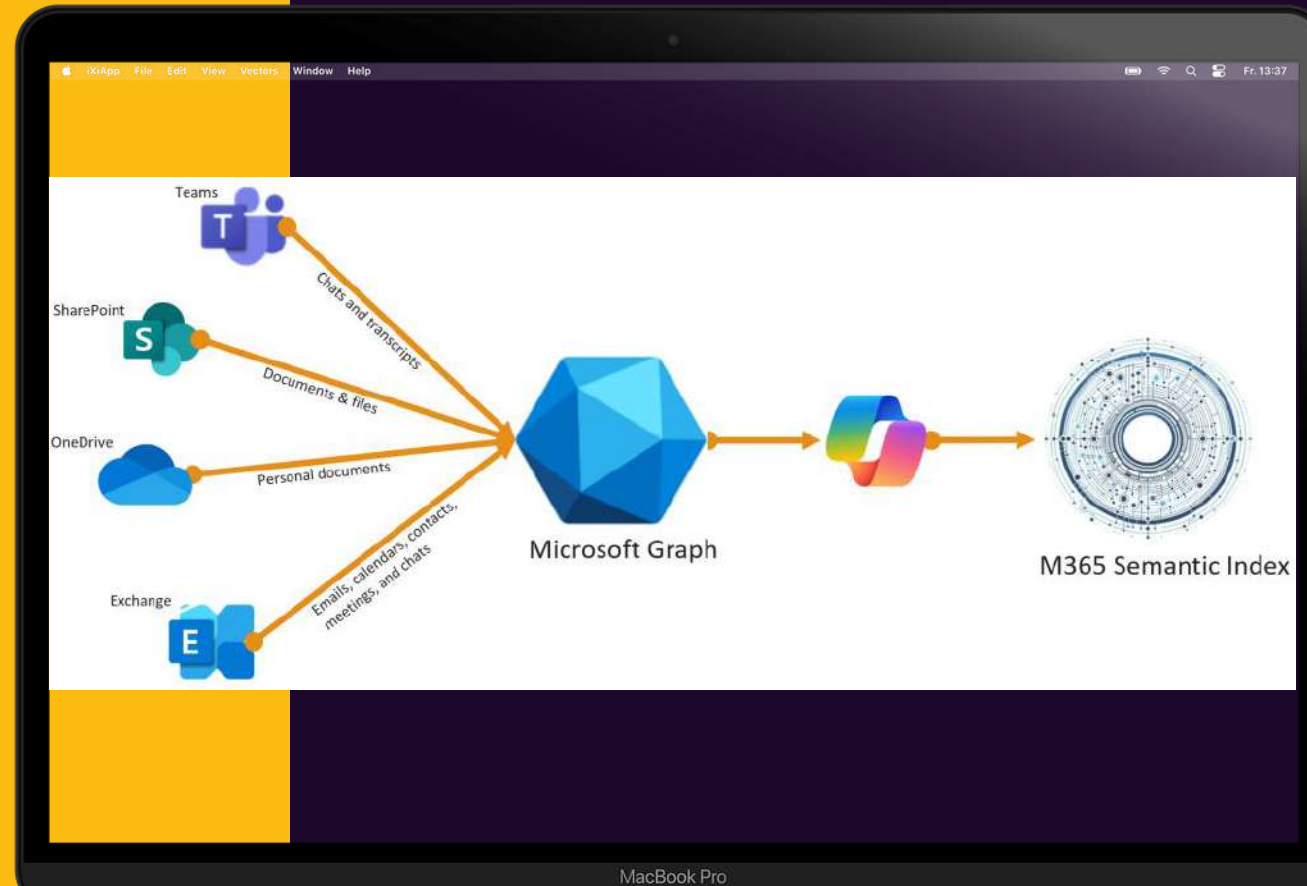 iXiApp File Edit View Vectors Window Help
Fr. 13:37
Teams
T
Chats and transcripts
SharePoint
S
Documents & files
OneDrive
Personal documents
Exchange
E
Emails, calendars, contacts,
meetings, and chats
Microsoft Graph
M365 Semantic Index
MacBook Pro